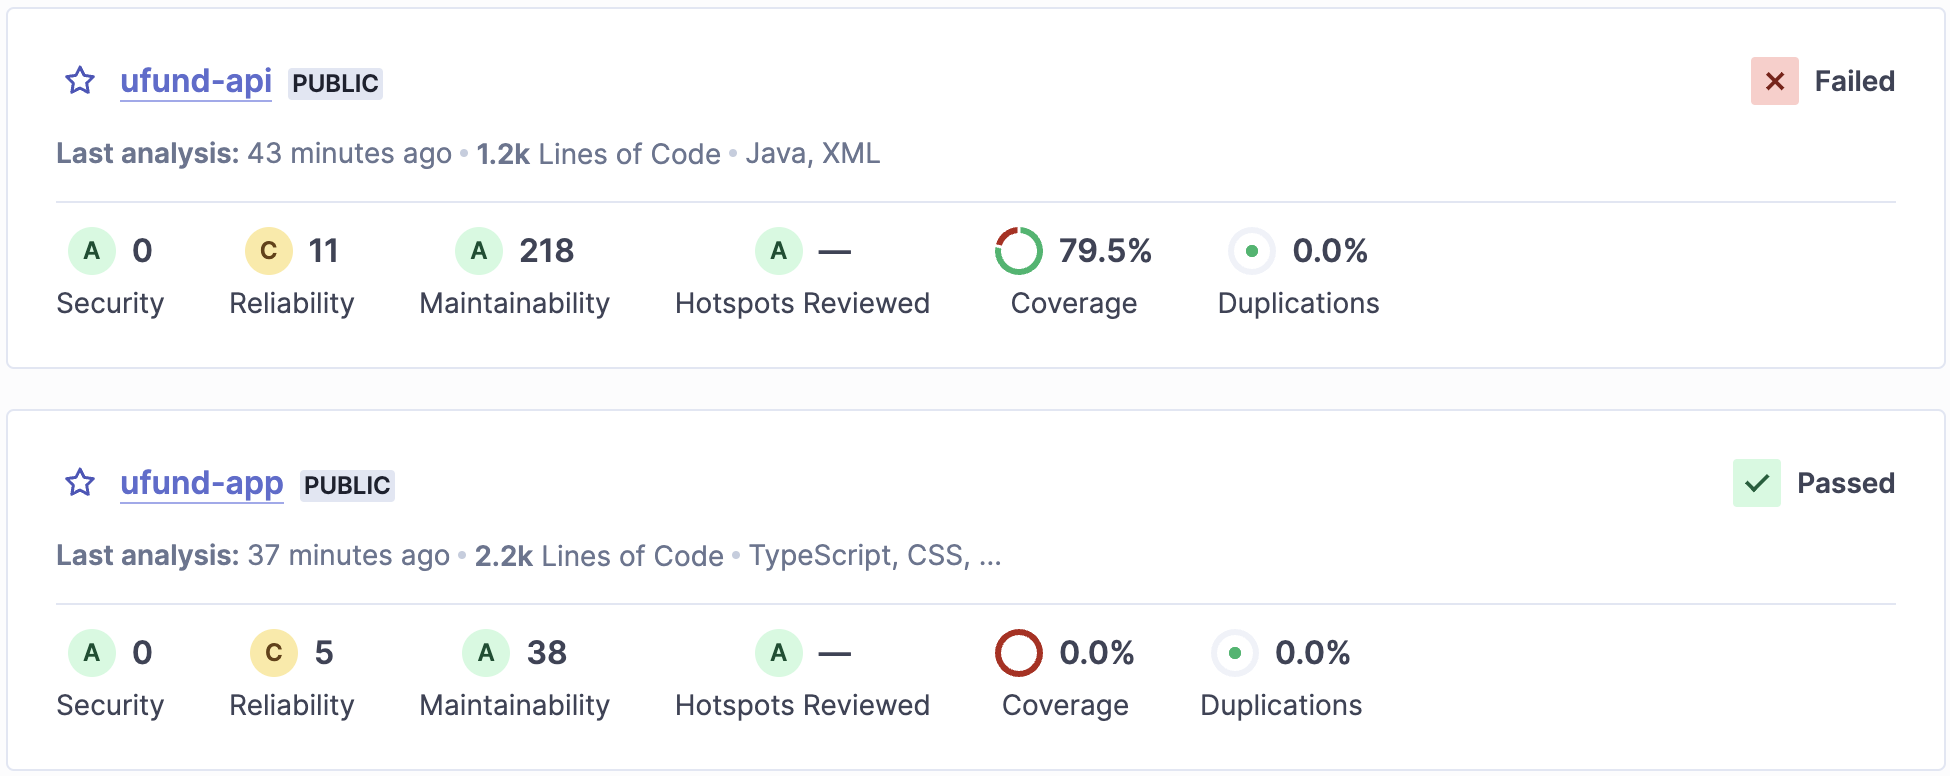 ufund-api PUBLIC Failed
Last analysis: 43 minutes ago • 1.2k Lines of Code • Java, XML
A 0 C 11 A 218 A — 79.5% 0.0%
Security Reliability Maintainability Hotspots Reviewed Coverage Duplications
ufund-app PUBLIC Passed
Last analysis: 37 minutes ago • 2.2k Lines of Code • TypeScript, CSS, ...
A 0 C 5 A 38 A — 0.0% 0.0%
Security Reliability Maintainability Hotspots Reviewed Coverage Duplications